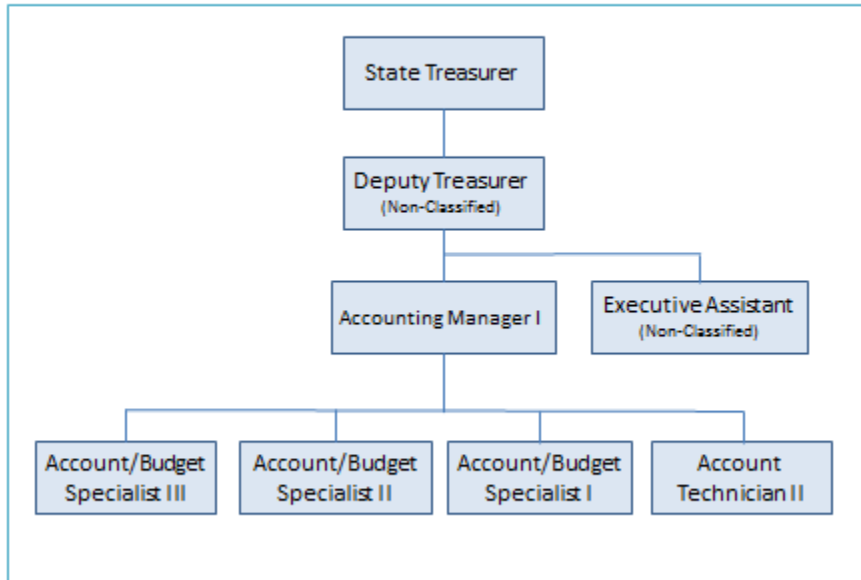 State Treasurer
Deputy Treasurer
(Non-Classified)
Accounting Manager I
Executive Assistant
(Non-Classified)
Account/Budget
Specialist III
Account/Budget
Specialist II
Account/Budget
Specialist I
Account
Technician II